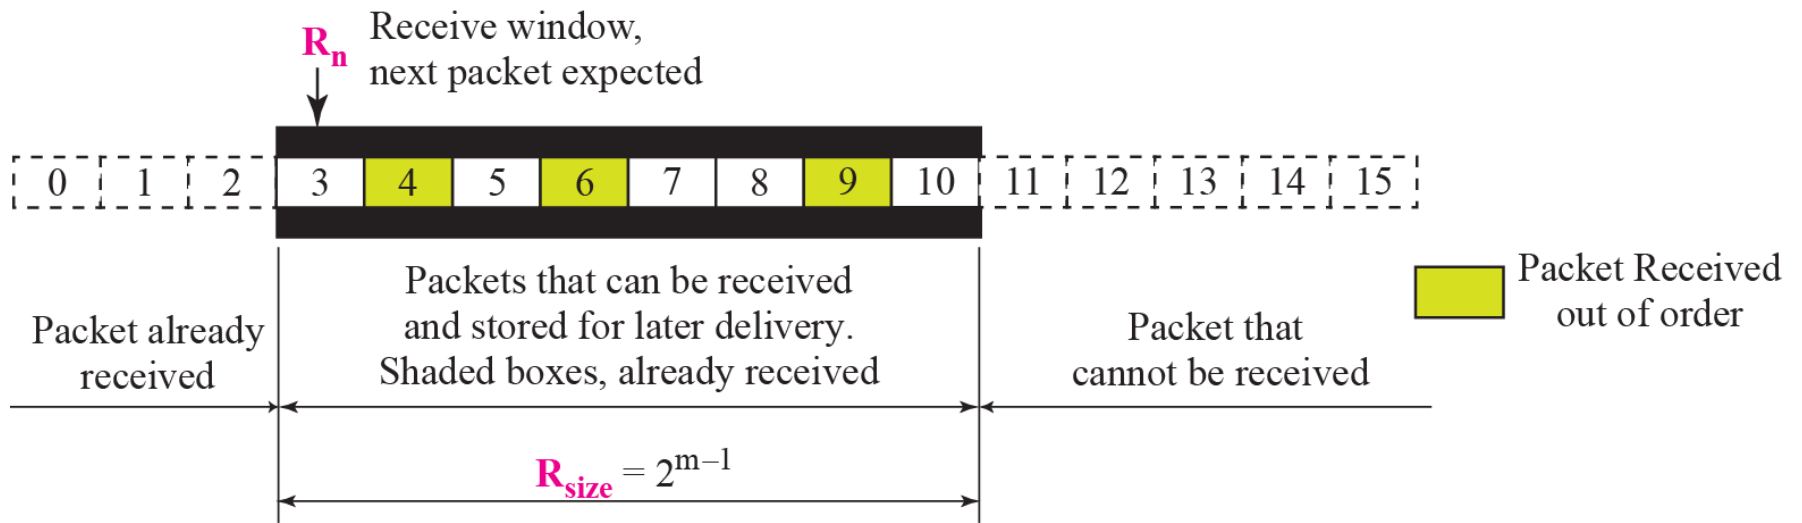 Rn
Receive window,
next packet expected
0 1 2 3 4 5 6 7 8 9 10 11 12 13 14 15
Packet already
received
Packets that can be received
and stored for later delivery.
Shaded boxes, already received
Packet that
cannot be received
Packet Received
out of order
Rsize = 2^m–1